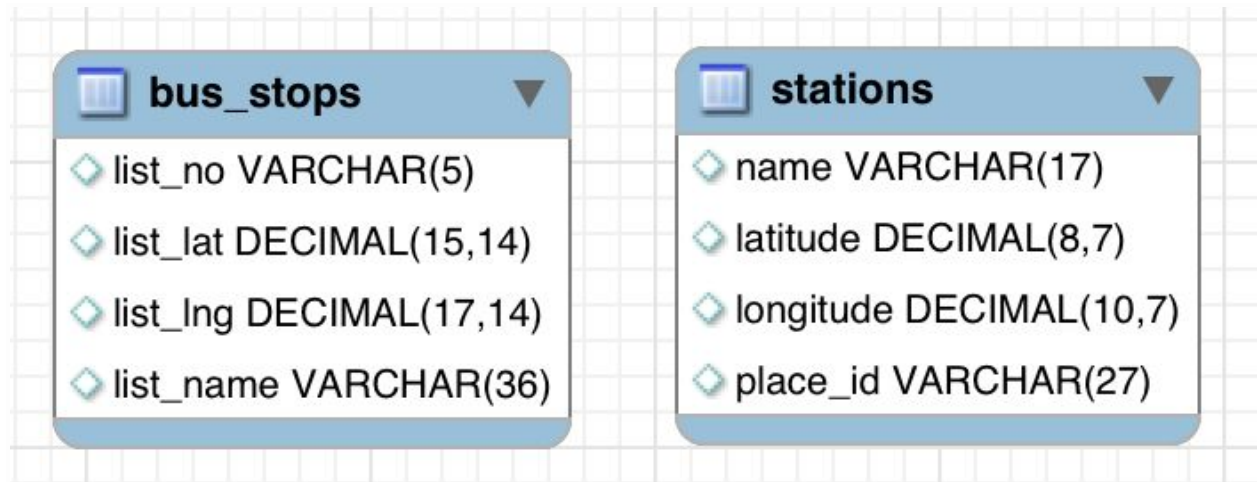 bus_stops
list_no VARCHAR(5)
list_lat DECIMAL(15,14)
list_lng DECIMAL(17,14)
list_name VARCHAR(36)
stations
name VARCHAR(17)
latitude DECIMAL(8,7)
longitude DECIMAL(10,7)
place_id VARCHAR(27)